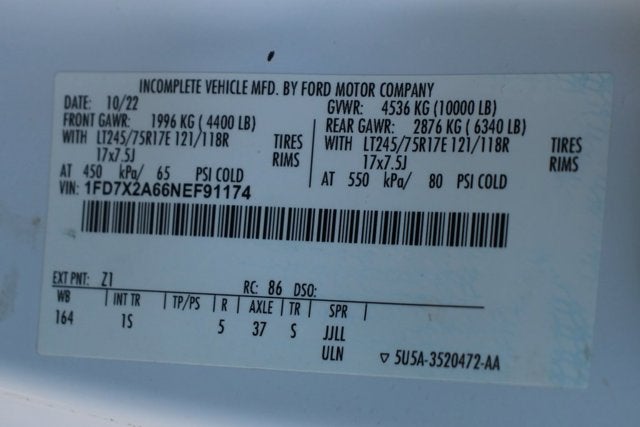 INCOMPLETE VEHICLE MFD. BY FORD MOTOR COMPANY
DATE: 10/22 GVWR: 4536 KG (10000 LB)
FRONT GAWR: 1996 KG (4400 LB) REAR GAWR: 2876 KG (6340 LB)
WITH LT245/75R17E 121/118R TIRES WITH LT245/75R17E 121/118R TIRES
17x7.5J RIMS 17x7.5J RIMS
AT 450 kPa/ 65 PSI COLD AT 550 kPa/ 80 PSI COLD
VIN: 1FD7X2A66NEF91174
EXT PNT: Z1 RC: 86 DSO:
WB INT TR TP/PS R AXLE TR SPR
164 1S 5 37 S JJLL
ULN 5U5A-3520472-AA